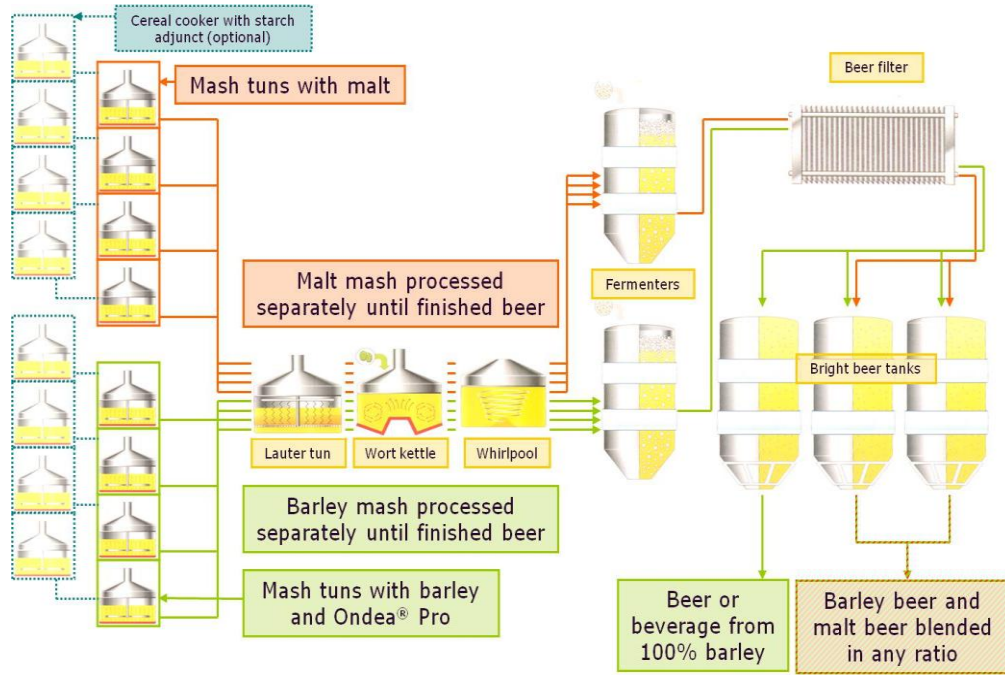 Cereal cooker with starch
adjunct (optional)
Mash tuns with malt
Beer filter
Malt mash processed
separately until finished beer
Fermenters
Bright beer tanks
Lauter tun
Wort kettle
Whirlpool
Barley mash processed
separately until finished beer
Mash tuns with barley
and Ondea® Pro
Beer or
beverage from
100% barley
Barley beer and
malt beer blended
in any ratio